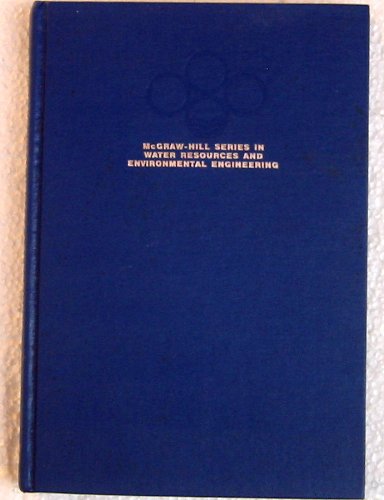 McGRAW-HILL SERIES IN
WATER RESOURCES AND
ENVIRONMENTAL ENGINEERING